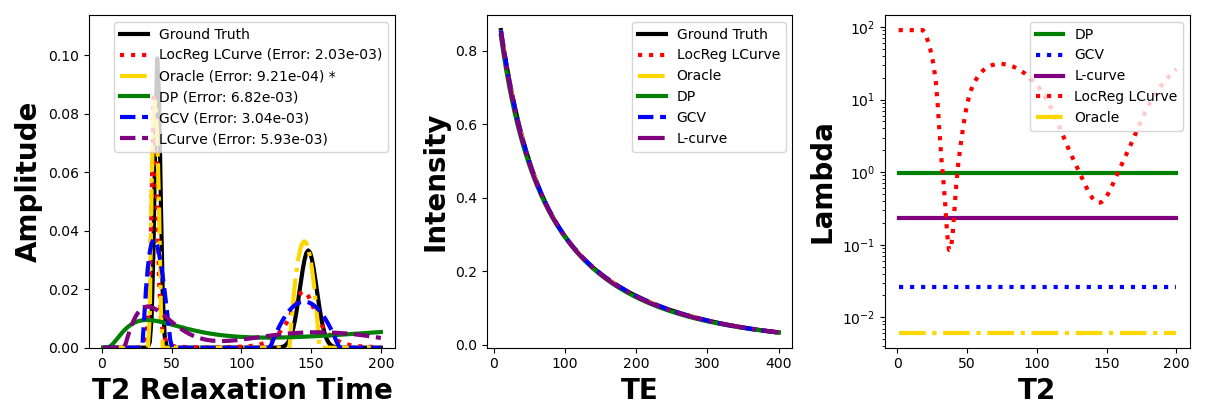 Amplitude
0.10
0.08
0.06
0.04
0.02
0.00
Ground Truth
LocReg LCurve (Error: 2.03e-03)
Oracle (Error: 9.21e-04) *
DP (Error: 6.82e-03)
GCV (Error: 3.04e-03)
LCurve (Error: 5.93e-03)
0 50 100 150 200
T2 Relaxation Time
Intensity
0.8
0.6
0.4
0.2
0.0
Ground Truth
LocReg LCurve
Oracle
DP
GCV
L-curve
0 100 200 300 400
TE
Lambda
10²
10¹
10⁰
10⁻¹
10⁻²
DP
GCV
L-curve
LocReg LCurve
Oracle
0 50 100 150 200
T2